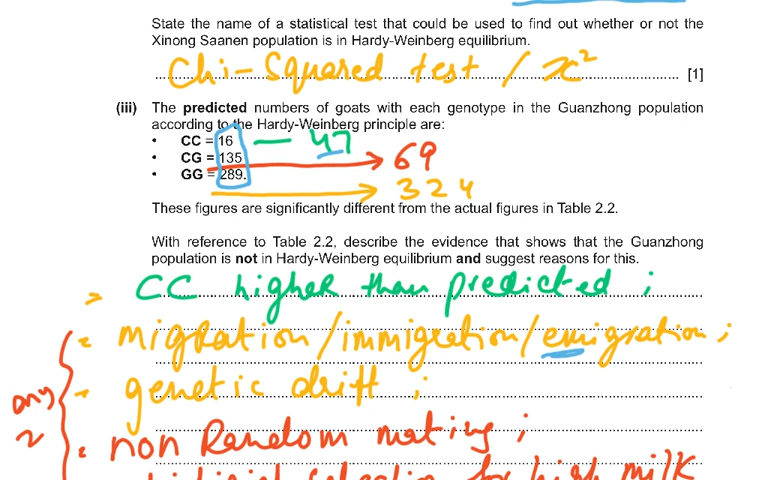 State the name of a statistical test that could be used to find out whether or not the
Xinong Saanen population is in Hardy-Weinberg equilibrium.
Chi-Squared test / x² [1]
(iii) The predicted numbers of goats with each genotype in the Guanzhong population
according to the Hardy-Weinberg principle are:
• CC = 16 — 47
• CG = 135 → 69
• GG = 289. → 324
These figures are significantly different from the actual figures in Table 2.2.
With reference to Table 2.2, describe the evidence that shows that the Guanzhong
population is not in Hardy-Weinberg equilibrium and suggest reasons for this.
CC higher than predicted ;
migration/immigration/emigration ;
genetic drift ;
any 2
non Random mating ;
selection for high milk